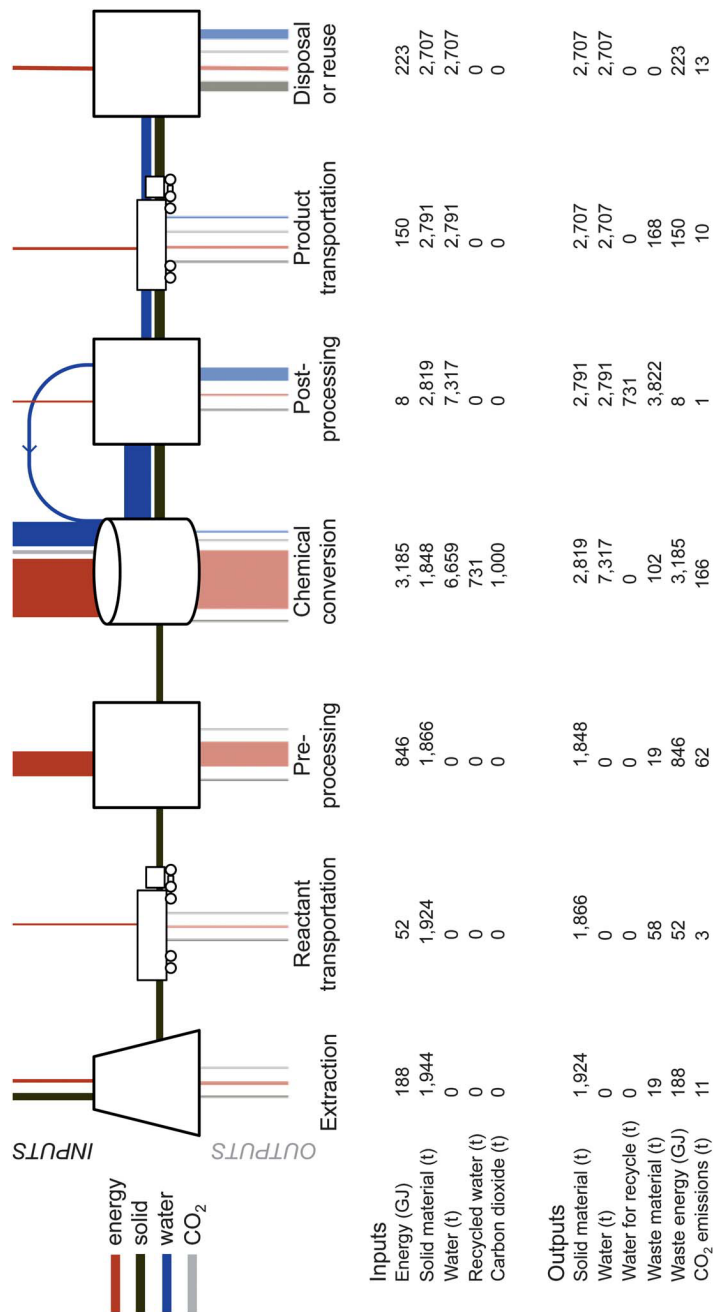 energy
solid
water
CO2
INPUTS
OUTPUTS
Extraction
Reactant
transportation
Pre-
processing
Chemical
conversion
Post-
processing
Product
transportation
Disposal
or reuse
Inputs
Energy (GJ) 188 52 846 3,185 8 150 223
Solid material (t) 1,944 1,924 1,866 1,848 2,819 2,791 2,707
Water (t) 0 0 0 6,659 7,317 2,791 2,707
Recycled water (t) 0 0 0 731 0 0 0
Carbon dioxide (t) 0 0 0 1,000 0 0 0
Outputs
Solid material (t) 1,924 1,866 1,848 2,819 2,791 2,707 2,707
Water (t) 0 0 0 7,317 2,791 2,707 2,707
Water for recycle (t) 0 0 0 0 731 0 0
Waste material (t) 19 58 19 102 3,822 168 0
Waste energy (GJ) 188 52 846 3,185 8 150 223
CO2 emissions (t) 11 3 62 166 1 10 13